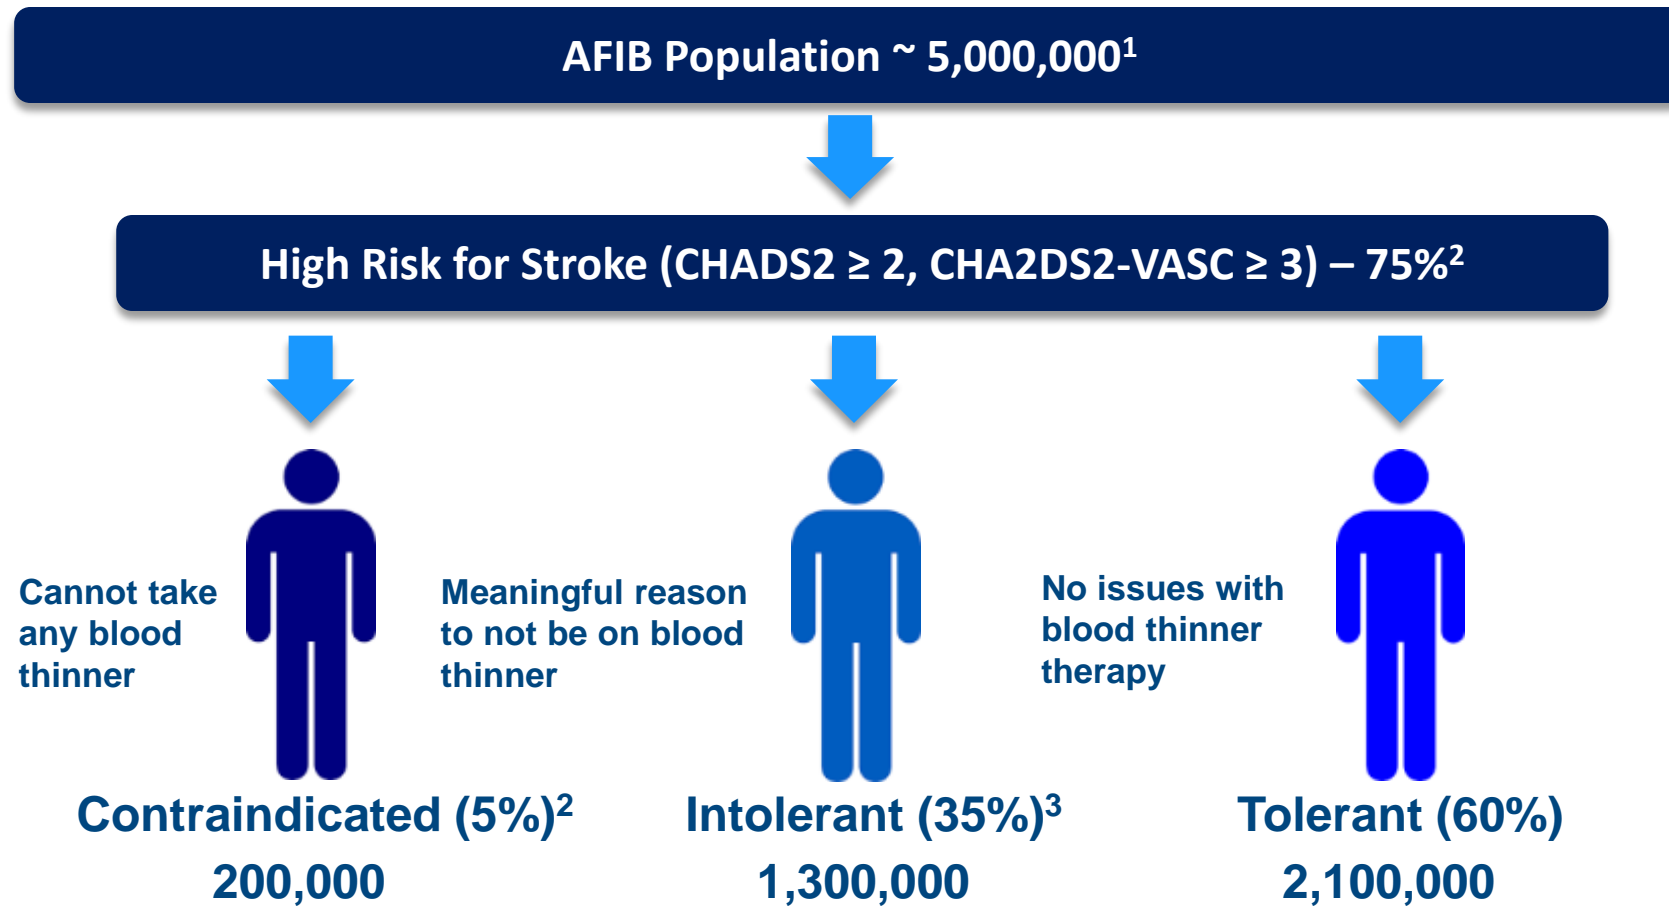 AFIB Population ~ 5,000,000¹
High Risk for Stroke (CHADS2 ≥ 2, CHA2DS2-VASC ≥ 3) – 75%²
Cannot take
any blood
thinner
Meaningful reason
to not be on blood
thinner
No issues with
blood thinner
therapy
Contraindicated (5%)²
200,000
Intolerant (35%)³
1,300,000
Tolerant (60%)
2,100,000